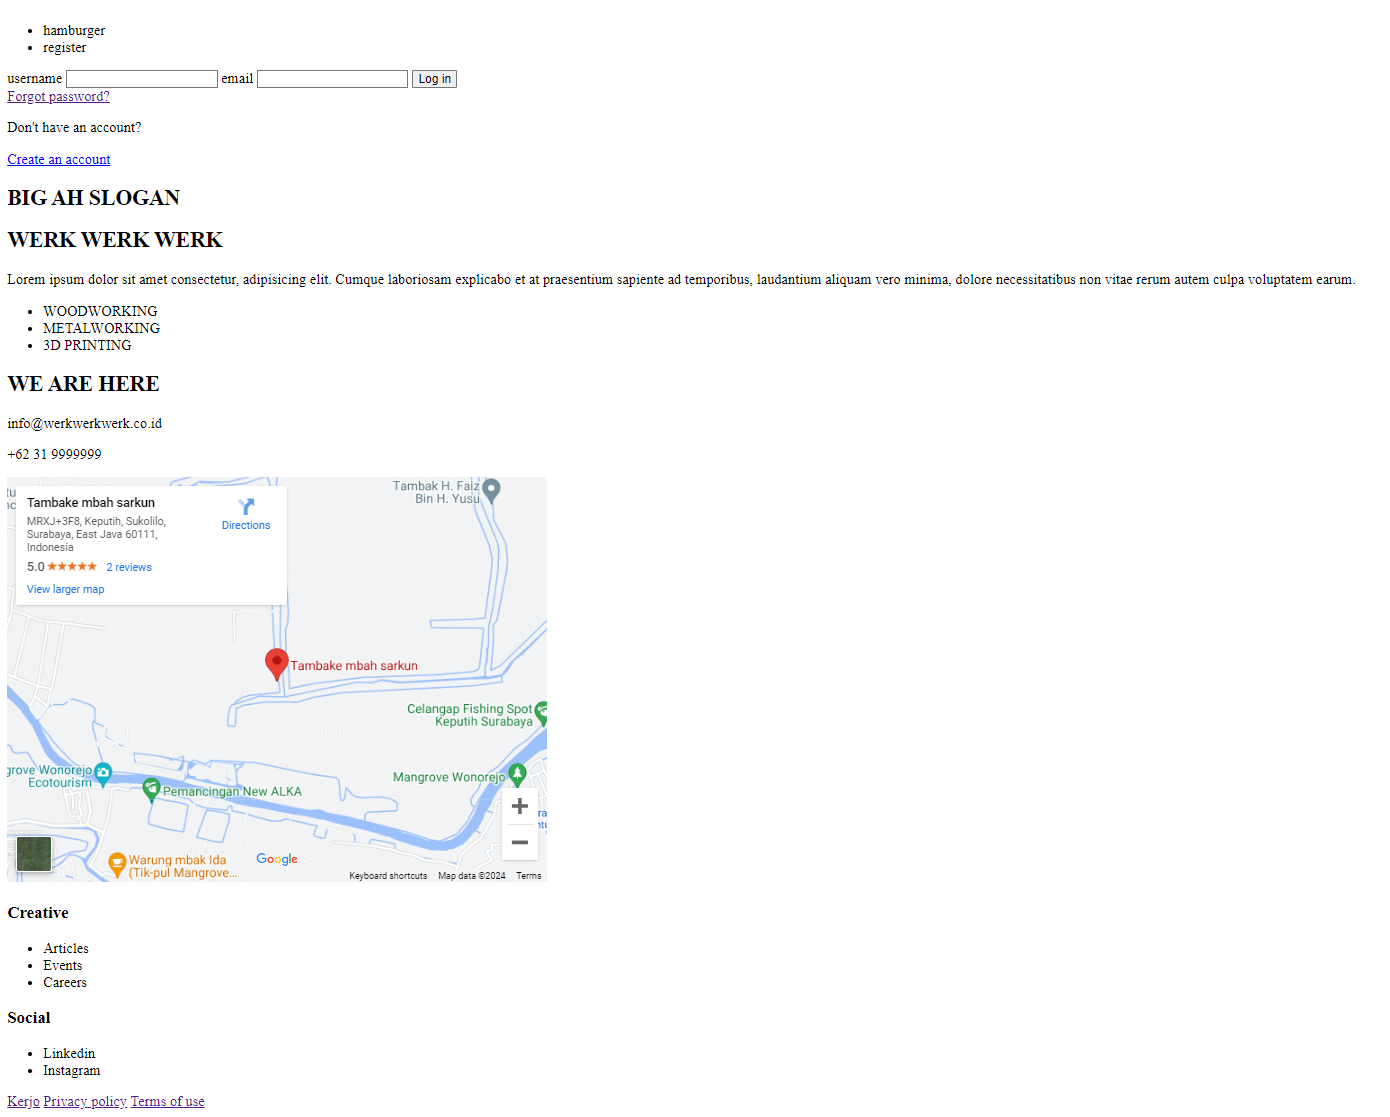 hamburger
register
username email Log in
Forgot password?
Don't have an account?
Create an account
BIG AH SLOGAN
WERK WERK WERK
Lorem ipsum dolor sit amet consectetur, adipisicing elit. Cumque laboriosam explicabo et at praesentium sapiente ad temporibus, laudantium aliquam vero minima, dolore necessitatibus non vitae rerum autem culpa voluptatem earum.
WOODWORKING
METALWORKING
3D PRINTING
WE ARE HERE
info@werkwerkwerk.co.id
+62 31 9999999
Tambake mbah sarkun
MRXJ+3F8, Keputih, Sukolilo,
Surabaya, East Java 60111,
Indonesia
5.0 2 reviews
View larger map
Directions
Tambak H. Faiz
Bin H. Yusu
Tambake mbah sarkun
Celangap Fishing Spot
Keputih Surabaya
grove Wonorejo
Ecotourism
Mangrove Wonorejo
Pemancingan New ALKA
Warung mbak Ida
(Tik-pul Mangrove...
Google
Keyboard shortcuts Map data ©2024 Terms
Creative
Articles
Events
Careers
Social
Linkedin
Instagram
Kerjo Privacy policy Terms of use